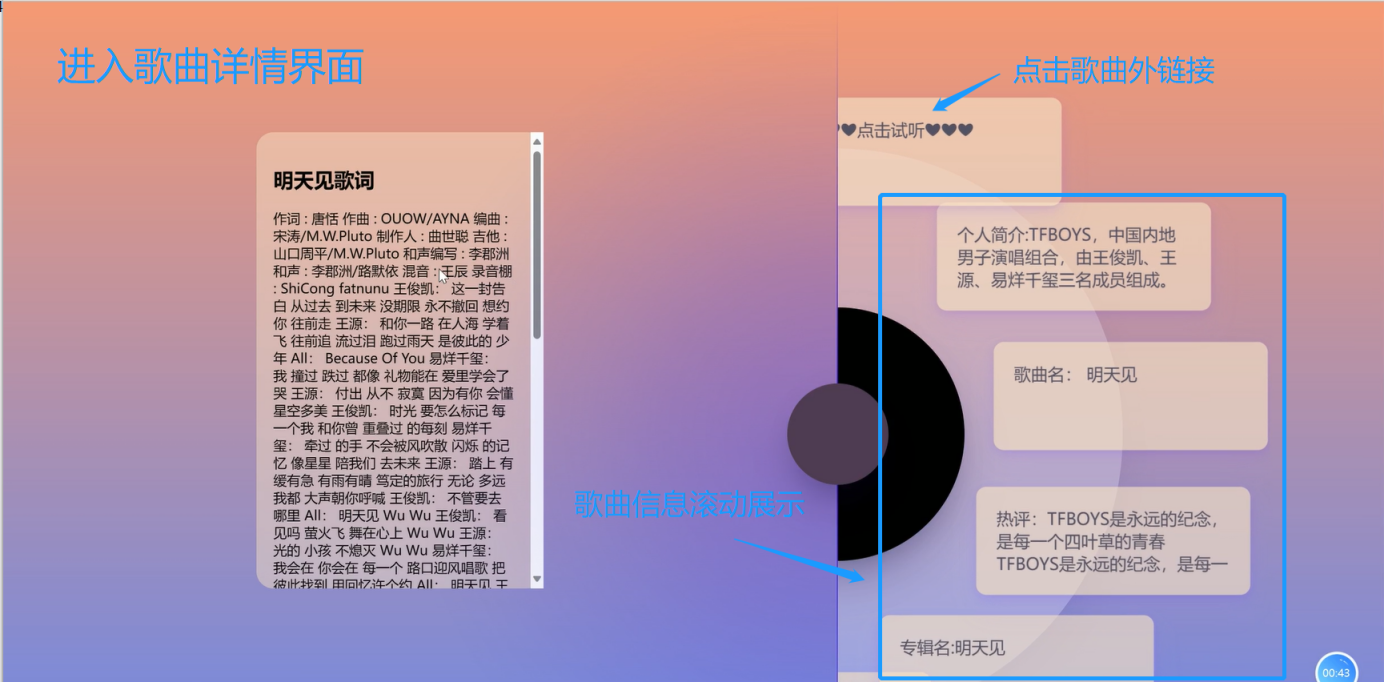 进入歌曲详情界面
点击歌曲外链接
♥点击试听♥♥♥
明天见歌词
作词 : 唐恬 作曲 : OUOW/AYNA 编曲 :
宋涛/M.W.Pluto 制作人 : 曲世聪 吉他 :
山口周平/M.W.Pluto 和声编写 : 李郡洲
和声 : 李郡洲/路默依 混音 : 王辰 录音棚
: ShiCong fatnunu 王俊凯： 这一封告
白 从过去 到未来 没期限 永不撤回 想约
你 往前走 王源： 和你一路 在人海 学着
飞 往前追 流过泪 跑过雨天 是彼此的 少
年 All： Because Of You 易烊千玺：
我 撞过 跌过 都像 礼物能在 爱里学会了
哭 王源： 付出 从不 寂寞 因为有你 会懂
星空多美 王俊凯： 时光 要怎么标记 每
一个我 和你曾 重叠过 的每刻 易烊千
玺： 牵过 的手 不会被风吹散 闪烁 的记
忆 像星星 陪我们 去未来 王源： 踏上 有
缓有急 有雨有晴 笃定的旅行 无论 多远
我都 大声朝你呼喊 王俊凯： 不管要去
哪里 All： 明天见 Wu Wu 王俊凯： 看
见吗 萤火飞 舞在心上 Wu Wu 王源：
光的 小孩 不熄灭 Wu Wu 易烊千玺：
我会在 你会在 每一个 路口迎风唱歌 把
彼此找到 用回忆许个约 All： 明天见 王
个人简介:TFBOYS，中国内地
男子演唱组合，由王俊凯、王
源、易烊千玺三名成员组成。
歌曲名： 明天见
歌曲信息滚动展示
热评：TFBOYS是永远的纪念，
是每一个四叶草的青春
TFBOYS是永远的纪念，是每一
专辑名:明天见
00:43